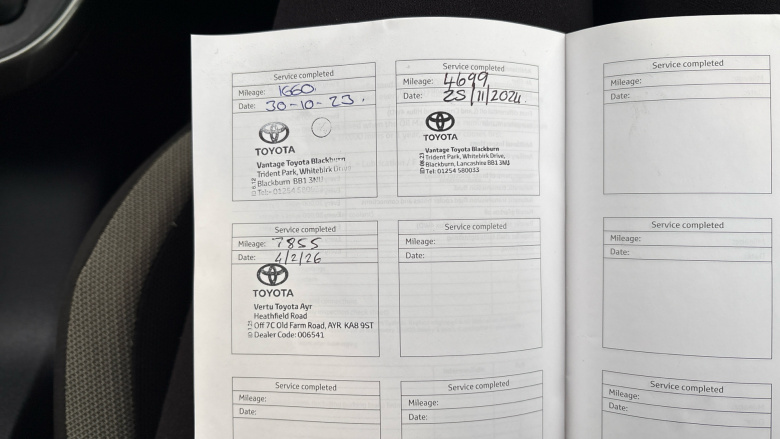 Service completed
Mileage: 1660.
Date: 30-10-23.
TOYOTA
Vantage Toyota Blackburn
Trident Park, Whitebirk Drive
Blackburn BB1 3NU
Tel: 01254
Service completed
Mileage: 4699
Date: 25/11/2024.
TOYOTA
Vantage Toyota Blackburn
Trident Park, Whitebirk Drive,
Blackburn, Lancashire BB1 3NU
Tel: 01254 580033
Service completed
Mileage:
Date:
Service completed
Mileage: 7855
Date: 4/2/26
TOYOTA
Vertu Toyota Ayr
Heathfield Road
Off 7C Old Farm Road, AYR KA8 9ST
Dealer Code: 006541
Service completed
Mileage:
Date:
Service completed
Mileage:
Date:
Service completed
Mileage:
Date:
Service completed
Mileage:
Date:
Service completed
Mileage:
Date: